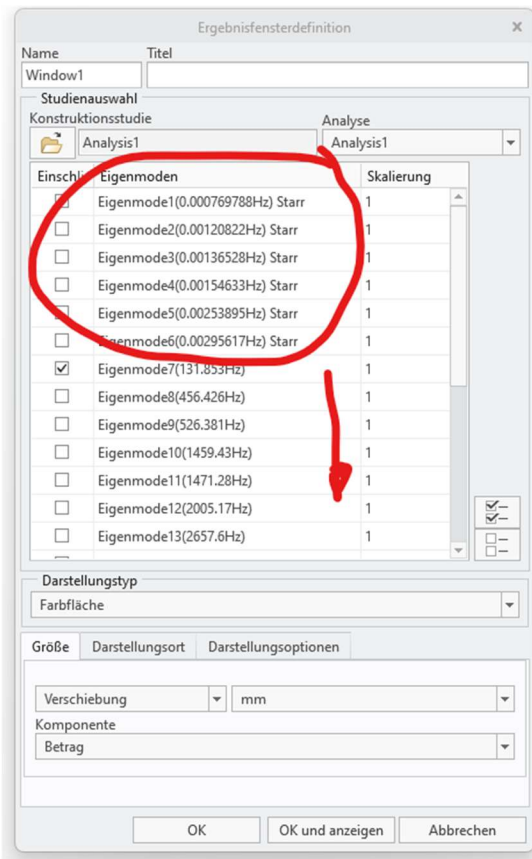 Ergebnisfensterdefinition
Name Titel
Window1
Studienauswahl
Konstruktionsstudie Analyse
Analysis1 Analysis1
Einschli Eigenmoden Skalierung
Eigenmode1(0.000769788Hz) Starr 1
Eigenmode2(0.00120822Hz) Starr 1
Eigenmode3(0.00136528Hz) Starr 1
Eigenmode4(0.00154633Hz) Starr 1
Eigenmode5(0.00253895Hz) Starr 1
Eigenmode6(0.00295617Hz) Starr 1
Eigenmode7(131.853Hz) 1
Eigenmode8(456.426Hz) 1
Eigenmode9(526.381Hz) 1
Eigenmode10(1459.43Hz) 1
Eigenmode11(1471.28Hz) 1
Eigenmode12(2005.17Hz) 1
Eigenmode13(2657.6Hz) 1
Darstellungstyp
Farbfläche
Größe Darstellungsort Darstellungsoptionen
Verschiebung mm
Komponente
Betrag
OK OK und anzeigen Abbrechen